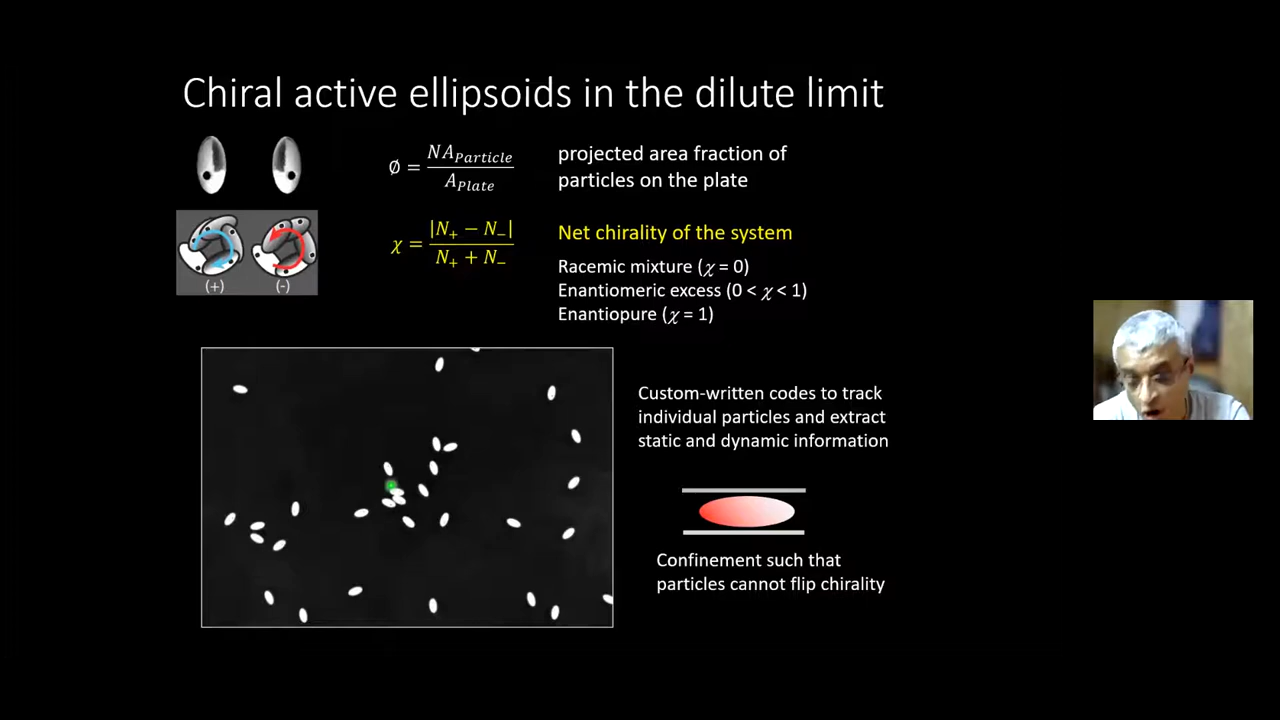 Chiral active ellipsoids in the dilute limit
∅ = NA_Particle / A_Plate
projected area fraction of
particles on the plate
χ = |N₊ − N₋| / N₊ + N₋
Net chirality of the system
Racemic mixture (χ = 0)
Enantiomeric excess (0 < χ < 1)
Enantiopure (χ = 1)
(+)
(-)
Custom-written codes to track
individual particles and extract
static and dynamic information
Confinement such that
particles cannot flip chirality